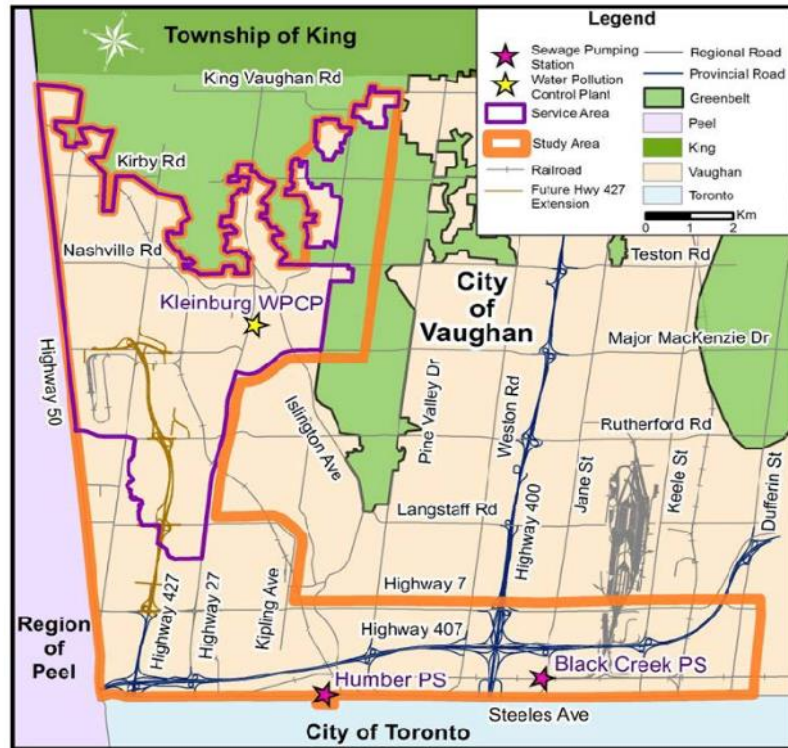 Township of King
King Vaughan Rd
Kirby Rd
Nashville Rd
Kleinburg WPCP
City
of
Vaughan
Teston Rd
Major MacKenzie Dr
Highway 50
Islington Ave
Pine Valley Dr
Weston Rd
Rutherford Rd
Langstaff Rd
Highway 400
Jane St
Keele St
Dufferin St
Highway 7
Region
of
Peel
Highway 427
Highway 27
Kipling Ave
Highway 407
Humber PS
Black Creek PS
Steeles Ave
City of Toronto
Legend
Sewage Pumping
Station
Water Pollution
Control Plant
Service Area
Study Area
Railroad
Future Hwy 427
Extension
Regional Road
Provincial Road
Greenbelt
Peel
King
Vaughan
Toronto
Km
0 1 2